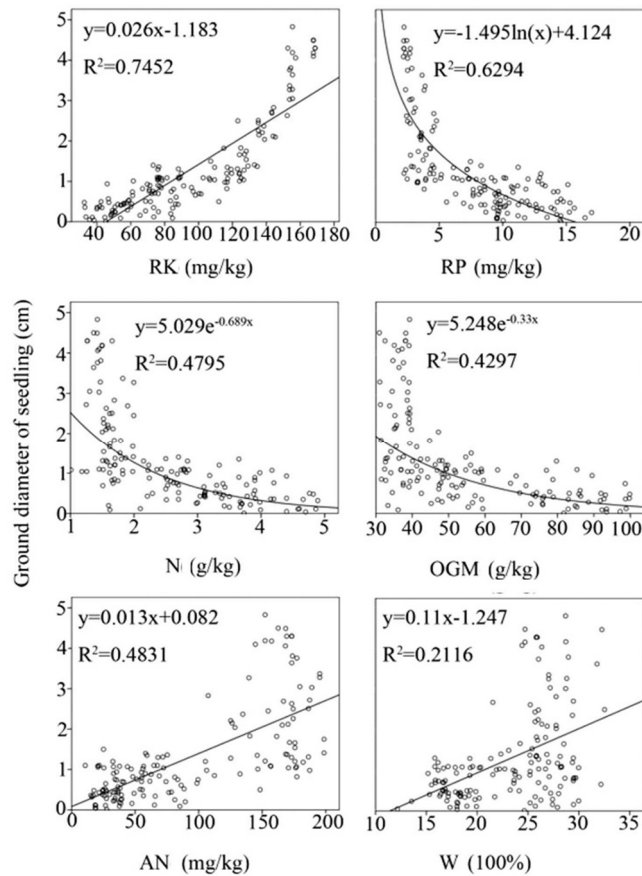 Ground diameter of seedling (cm)
y=0.026x-1.183
R²=0.7452
5
4
3
2
1
0
40 60 80 100 120 140 160 180
RK (mg/kg)
y=-1.495ln(x)+4.124
R²=0.6294
0 5 10 15 20
RP (mg/kg)
y=5.029e^-0.689x
R²=0.4795
5
4
3
2
1
0
1 2 3 4 5
N (g/kg)
y=5.248e^-0.33x
R²=0.4297
30 40 50 60 70 80 90 100
OGM (g/kg)
y=0.013x+0.082
R²=0.4831
5
4
3
2
1
0
0 50 100 150 200
AN (mg/kg)
y=0.11x-1.247
R²=0.2116
10 15 20 25 30 35
W (100%)